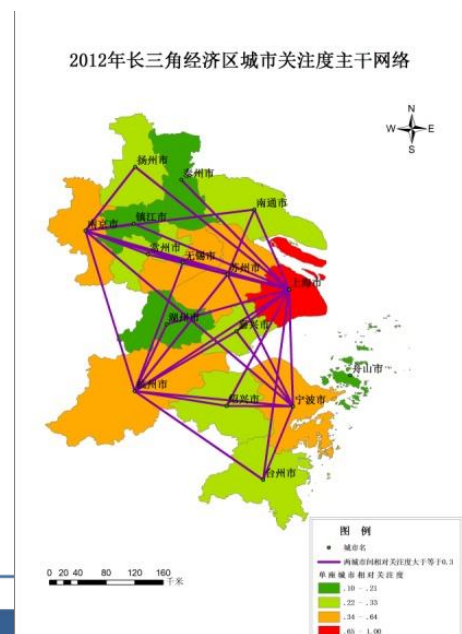 2012年长三角经济区城市关注度主干网络
N
W E
S
扬州市
泰州市
南通市
镇江市
南京市
常州市
无锡市
苏州市
上海市
湖州市
嘉兴市
舟山市
杭州市
绍兴市
宁波市
台州市
图 例
城市名
两城市间相对关注度大于等于0.3
单座城市相对关注度
.10 - .21
.22 - .33
.34 - .64
.65 - 1.00
0 20 40 80 120 160
千米